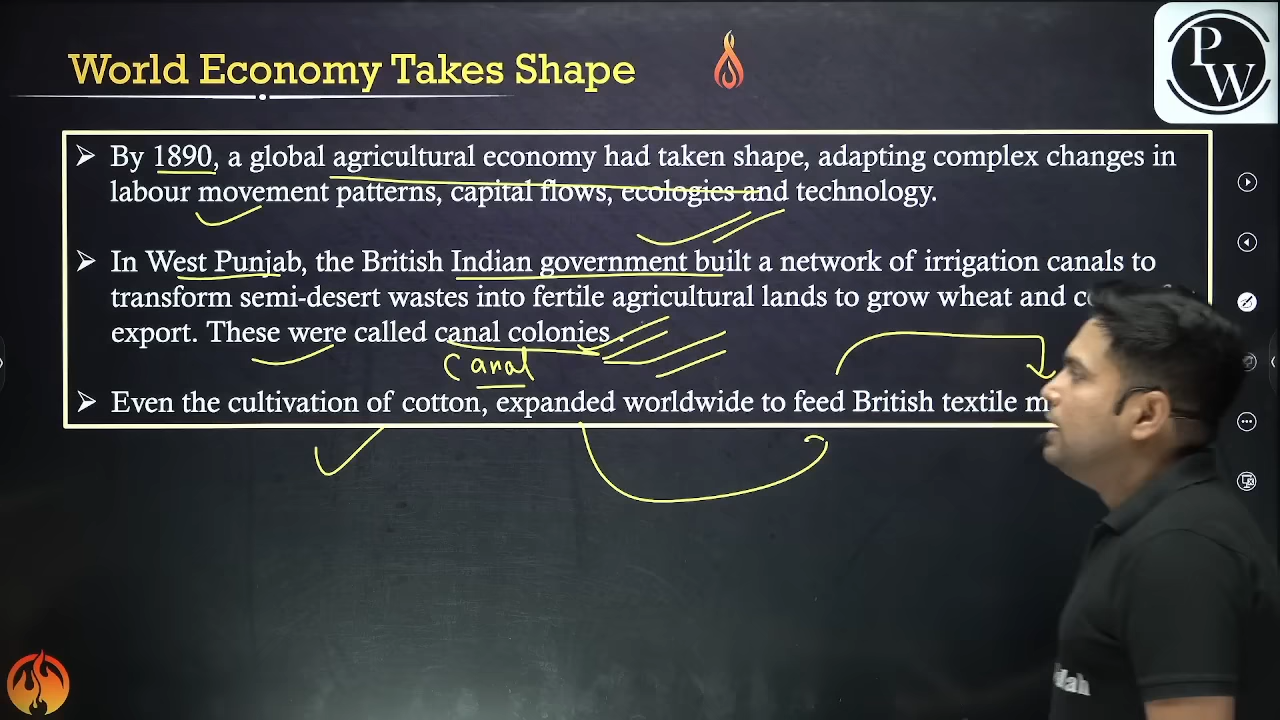 World Economy Takes Shape
PW
➢ By 1890, a global agricultural economy had taken shape, adapting complex changes in
labour movement patterns, capital flows, ecologies and technology.
➢ In West Punjab, the British Indian government built a network of irrigation canals to
transform semi-desert wastes into fertile agricultural lands to grow wheat and
export. These were called canal colonies .
Canal
➢ Even the cultivation of cotton, expanded worldwide to feed British textile